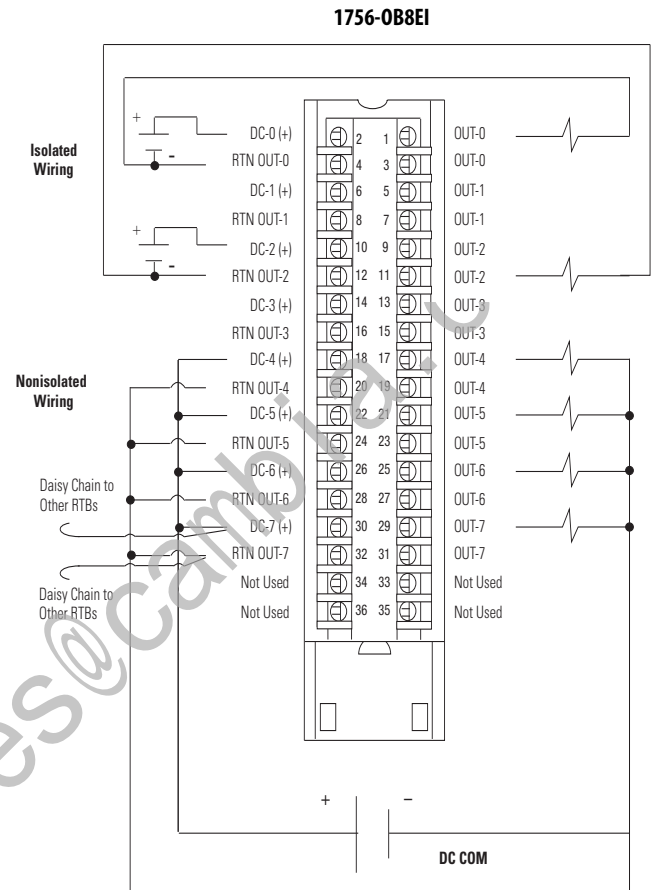 1756-OB8EI
Isolated
Wiring
+
-
DC-0 (+) 2 1 OUT-0
RTN OUT-0 4 3 OUT-0
DC-1 (+) 6 5 OUT-1
RTN OUT-1 8 7 OUT-1
+
-
DC-2 (+) 10 9 OUT-2
RTN OUT-2 12 11 OUT-2
DC-3 (+) 14 13 OUT-3
RTN OUT-3 16 15 OUT-3
Nonisolated
Wiring
DC-4 (+) 18 17 OUT-4
RTN OUT-4 20 19 OUT-4
DC-5 (+) 22 21 OUT-5
RTN OUT-5 24 23 OUT-5
DC-6 (+) 26 25 OUT-6
RTN OUT-6 28 27 OUT-6
Daisy Chain to
Other RTBs
DC-7 (+) 30 29 OUT-7
RTN OUT-7 32 31 OUT-7
Daisy Chain to
Other RTBs
Not Used 34 33 Not Used
Not Used 36 35 Not Used
+ −
DC COM
es@cambia.c